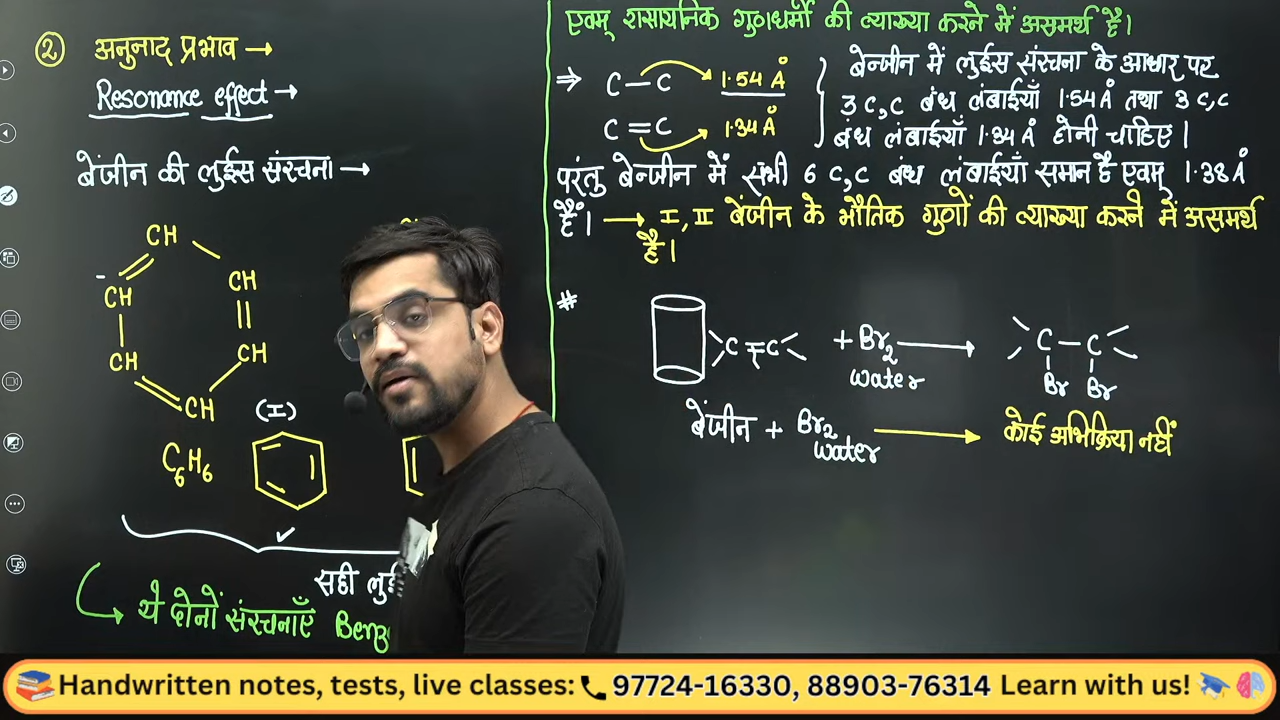 ② अनुनाद प्रभाव →
Resonance effect →
बेंजीन की लुईस संरचना →
CH
CH
CH
CH
CH
CH
(I)
C6H6
सही
ये दोनों संरचनाएँ
एवम् रासायनिक गुणधर्मों की व्याख्या करने में असमर्थ है।
⇒ C — C 1.54 Å
C = C 1.34 Å
बेन्जीन में लुईस संरचना के आधार पर
3 C,C बंध लंबाईयाँ 1.54 Å तथा 3 C,C
बंध लंबाईयाँ 1.34 Å होनी चाहिए।
परंतु बेन्जीन में सभी 6 C,C बंध लंबाईयाँ समान है एवम् 1.38 Å
हैं। → I, II बेंजीन के भौतिक गुणों की व्याख्या करने में असमर्थ
है।
* C = C + Br2 water → C — C
Br Br
बेंजीन + Br2 water → कोई अभिक्रिया नहीं
Handwritten notes, tests, live classes: 97724-16330, 88903-76314 Learn with us!